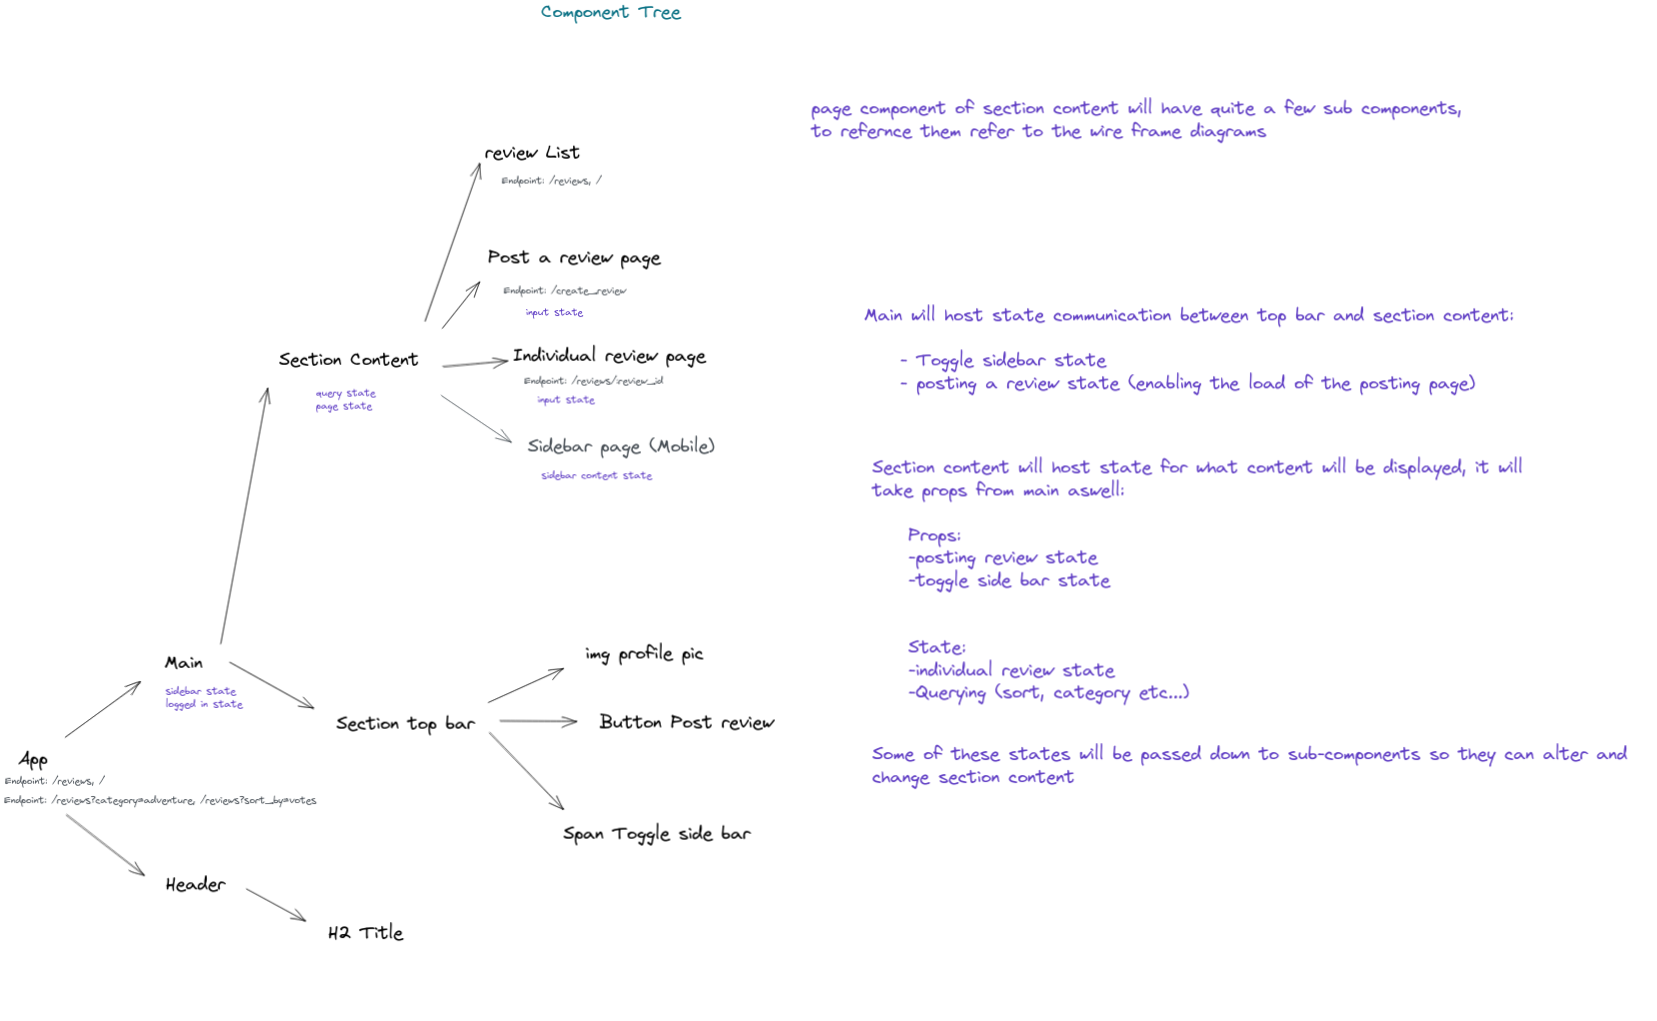 Component Tree
page component of section content will have quite a few sub components,
to refernce them refer to the wire frame diagrams
review List
Endpoint: /reviews, /
Post a review page
Endpoint: /create_review
input state
Main will host state communication between top bar and section content:
- Toggle sidebar state
- posting a review state (enabling the load of the posting page)
Section Content
query state
page state
Individual review page
Endpoint: /reviews/:review_id
input state
Sidebar page (Mobile)
sidebar content state
Section content will host state for what content will be displayed, it will
take props from main aswell:
Props:
-posting review state
-toggle side bar state
State:
-individual review state
-Querying (sort, category etc...)
Some of these states will be passed down to sub-components so they can alter and
change section content
Main
sidebar state
logged in state
img profile pic
Section top bar
Button Post review
Span Toggle side bar
App
Endpoint: /reviews, /
Endpoint: /reviews?category=adventure, /reviews?sort_by=votes
Header
H2 Title